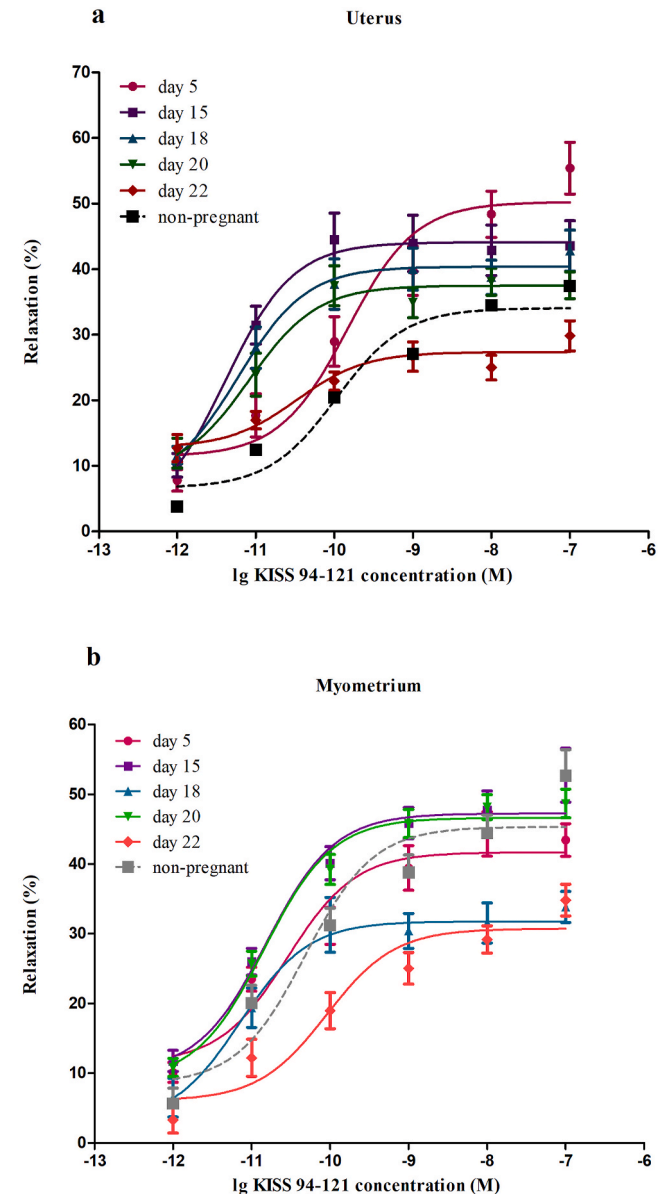 a
Uterus
70
60
50
40
30
20
10
0
day 5
day 15
day 18
day 20
day 22
non-pregnant
Relaxation (%)
-13 -12 -11 -10 -9 -8 -7 -6
lg KISS 94-121 concentration (M)
b
Myometrium
60
50
40
30
20
10
0
day 5
day 15
day 18
day 20
day 22
non-pregnant
Relaxation (%)
-13 -12 -11 -10 -9 -8 -7 -6
lg KISS 94-121 concentration (M)